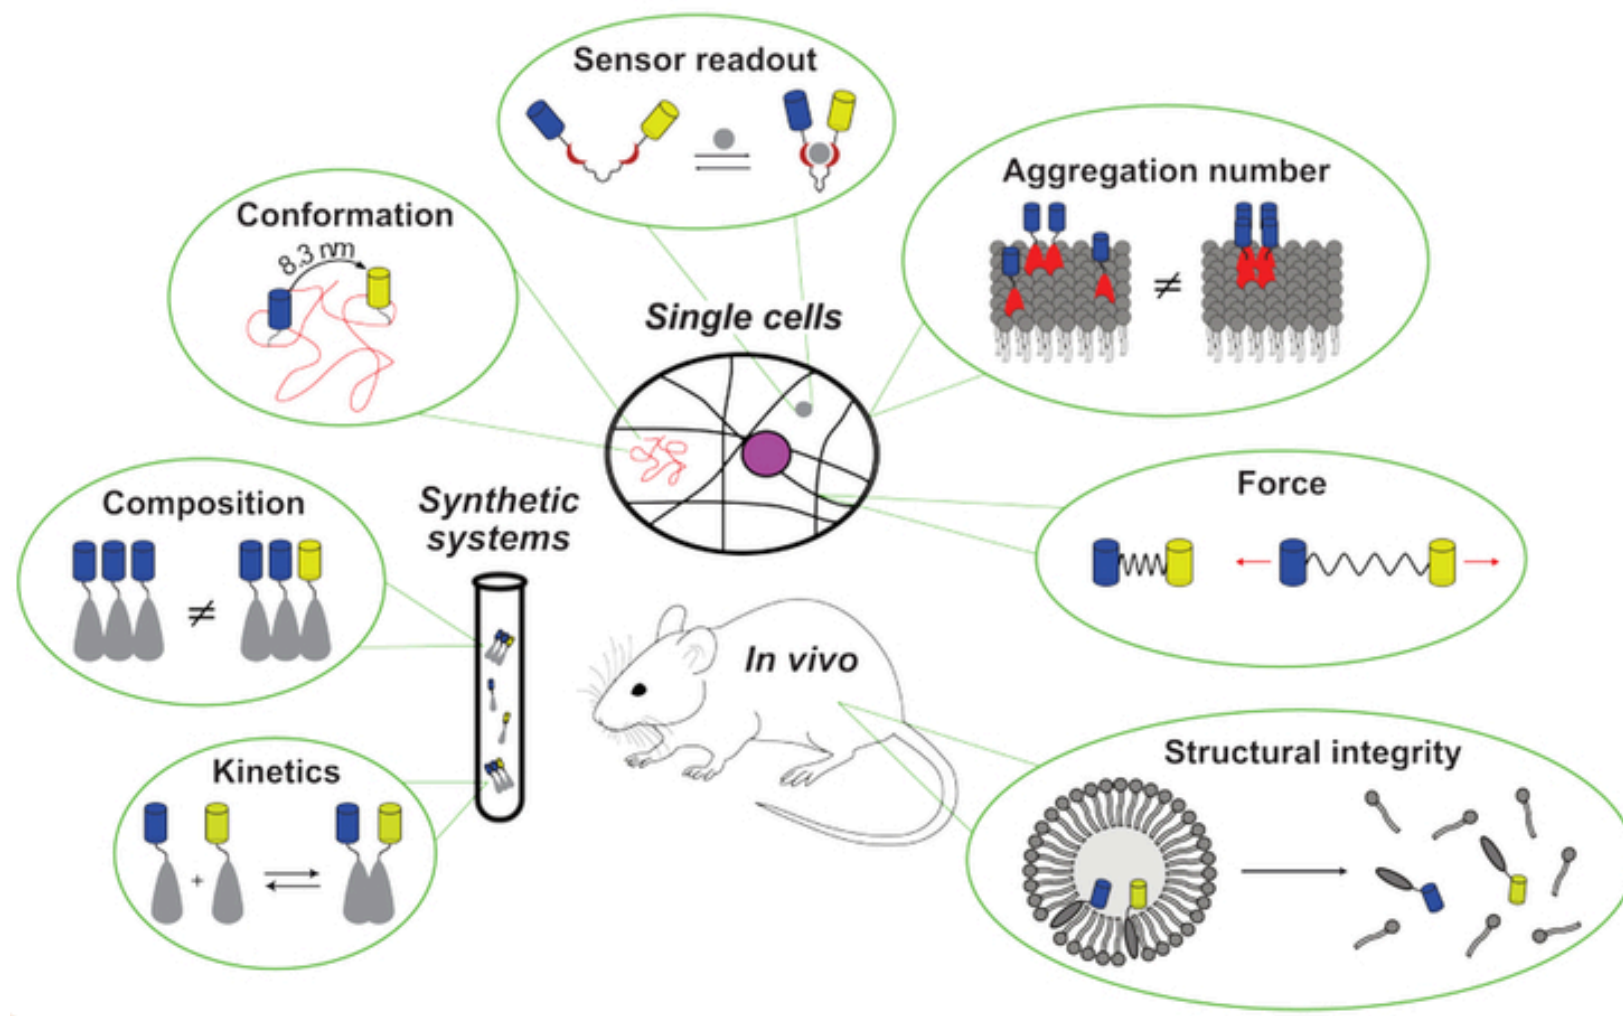 Sensor readout
Aggregation number
≠
Conformation
8.3 nm
Single cells
Composition
≠
Synthetic
systems
Force
In vivo
Kinetics
+
Structural integrity